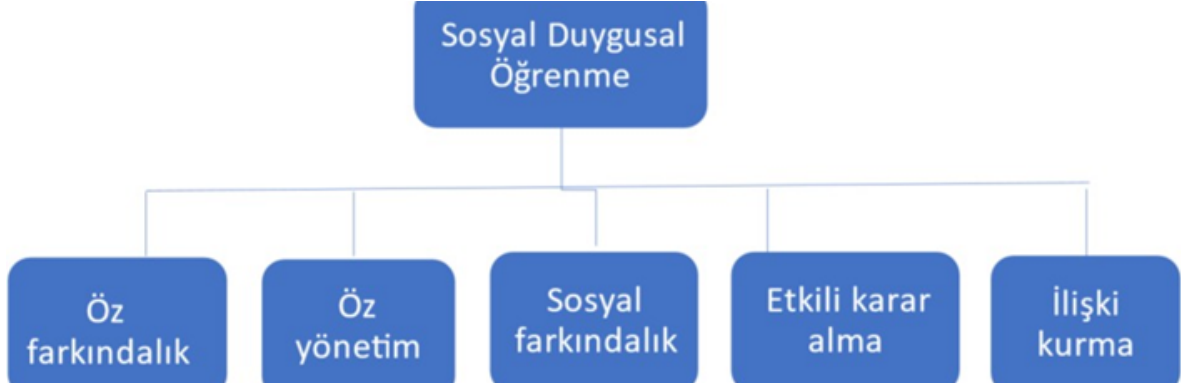 Sosyal Duygusal
Öğrenme
Öz
farkındalık
Öz
yönetim
Sosyal
farkındalık
Etkili karar
alma
İlişki
kurma